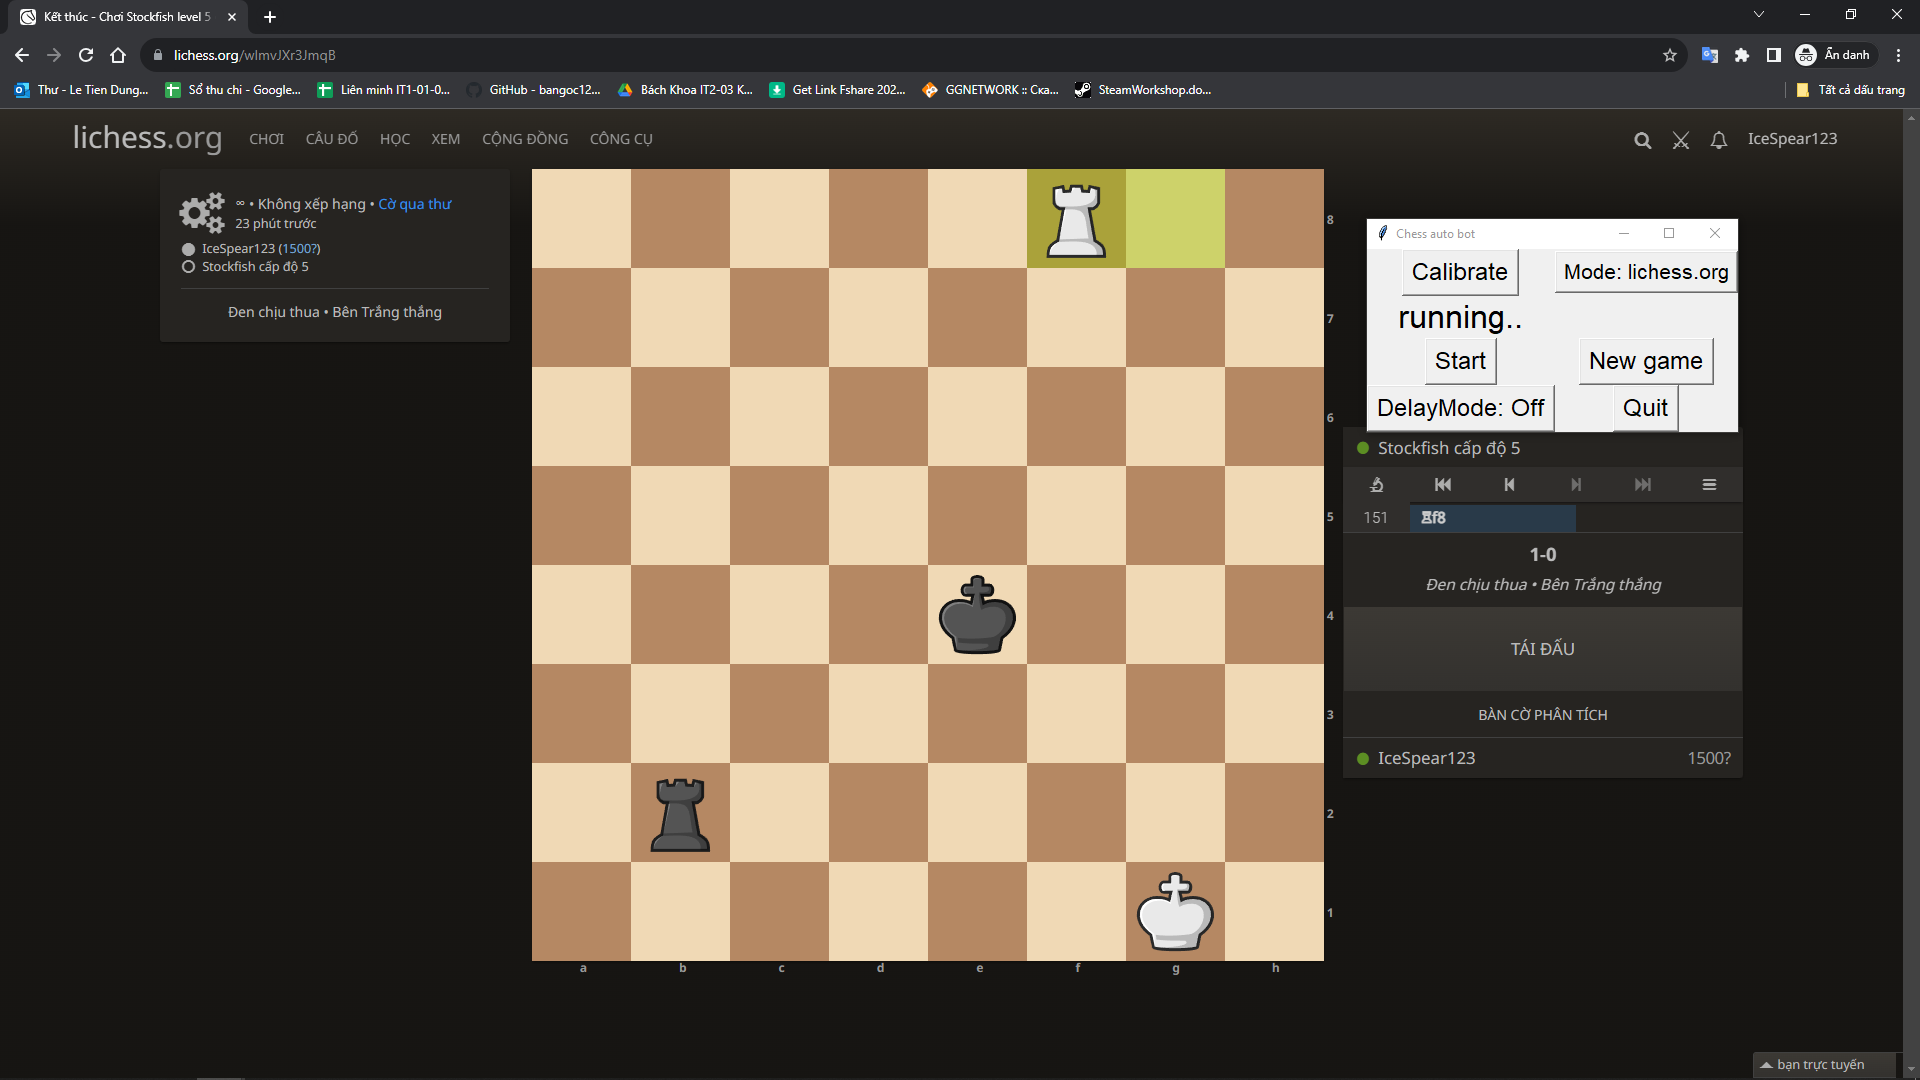 Kết thúc - Chơi Stockfish level 5
lichess.org/wlmvJXr3JmqB
Ẩn danh
Thư - Le Tien Dung...
Sổ thu chi - Google...
Liên minh IT1-01-0...
GitHub - bangoc12...
Bách Khoa IT2-03 K...
Get Link Fshare 202...
GGNETWORK :: Ска...
SteamWorkshop.do...
Tất cả dấu trang
lichess.org
CHƠI
CÂU ĐỐ
HỌC
XEM
CỘNG ĐỒNG
CÔNG CỤ
IceSpear123
∞ • Không xếp hạng • Cờ qua thư
23 phút trước
IceSpear123 (1500?)
Stockfish cấp độ 5
Đen chịu thua • Bên Trắng thắng
8
7
6
5
4
3
2
1
a b c d e f g h
Chess auto bot
Calibrate
Mode: lichess.org
running..
Start
New game
DelayMode: Off
Quit
Stockfish cấp độ 5
151 ♖f8
1-0
Đen chịu thua • Bên Trắng thắng
TÁI ĐẤU
BÀN CỜ PHÂN TÍCH
IceSpear123 1500?
bạn trực tuyến